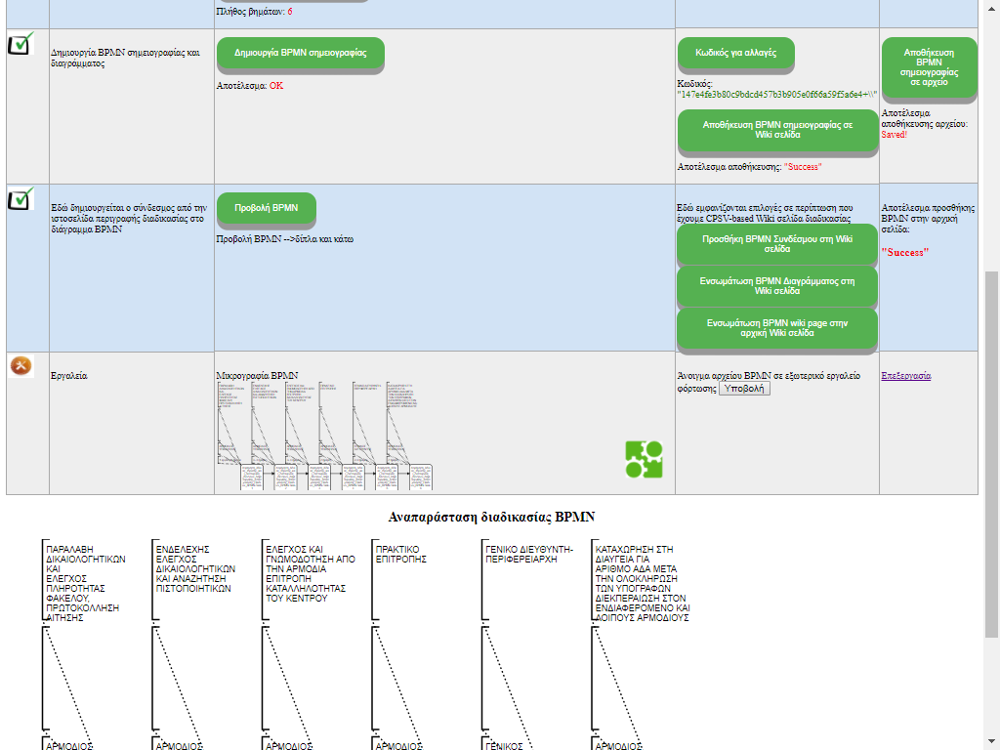 Πλήθος βημάτων: 6
Δημιουργία BPMN σημειογραφίας και
διαγράμματος
Δημιουργία BPMN σημειογραφίας
Αποτέλεσμα: OK
Κωδικός για αλλαγές
Κωδικός:
"147e4fe3b80c9bdcd457b3b905e0f66a59f5a6e4+\\"
Αποθήκευση BPMN σημειογραφίας σε
Wiki σελίδα
Αποτέλεσμα αποθήκευσης: "Success"
Αποθήκευση
BPMN
σημειογραφίας
σε αρχείο
Αποτέλεσμα
αποθήκευσης αρχείου:
Saved!
Εδώ δημιουργείται ο σύνδεσμος από την
ιστοσελίδα περιγραφής διαδικασίας στο
διάγραμμα BPMN
Προβολή BPMN
Προβολή BPMN -->δίπλα και κάτω
Εδώ εμφανίζονται επιλογές σε περίπτωση που
έχουμε CPSV-based Wiki σελίδα διαδικασίας
Προσθήκη BPMN Συνδέσμου στη Wiki
σελίδα
Ενσωμάτωση BPMN Διαγράμματος στη
Wiki σελίδα
Ενσωμάτωση BPMN wiki page στην
αρχική Wiki σελίδα
Αποτέλεσμα προσθήκης
BPMN στην αρχική
σελίδα:
"Success"
Εργαλεία
Μικρογραφία BPMN
Άνοιγμα αρχείου BPMN σε εξωτερικό εργαλείο
φόρτωσης Υποβολή
Επεξεργασία
Αναπαράσταση διαδικασίας BPMN
ΠΑΡΑΛΑΒΗ
ΔΙΚΑΙΟΛΟΓΗΤΙΚΩΝ
ΚΑΙ
ΕΛΕΓΧΟΣ
ΠΛΗΡΟΤΗΤΑΣ
ΦΑΚΕΛΟΥ,
ΠΡΩΤΟΚΟΛΛΗΣΗ
ΑΙΤΗΣΗΣ
ΕΝΔΕΛΕΧΗΣ
ΕΛΕΓΧΟΣ
ΔΙΚΑΙΟΛΟΓΗΤΙΚΩΝ
ΚΑΙ ΑΝΑΖΗΤΗΣΗ
ΠΙΣΤΟΠΟΙΗΤΙΚΩΝ
ΕΛΕΓΧΟΣ ΚΑΙ
ΓΝΩΜΟΔΟΤΗΣΗ ΑΠΟ
ΤΗΝ ΑΡΜΟΔΙΑ
ΕΠΙΤΡΟΠΗ
ΚΑΤΑΛΛΗΛΟΤΗΤΑΣ
ΤΟΥ ΚΕΝΤΡΟΥ
ΠΡΑΚΤΙΚΟ
ΕΠΙΤΡΟΠΗΣ
ΓΕΝΙΚΟ ΔΙΕΥΘΥΝΤΗ-
ΠΕΡΙΦΕΡΕΙΑΡΧΗ
ΚΑΤΑΧΩΡΗΣΗ ΣΤΗ
ΔΙΑΥΓΕΙΑ ΓΙΑ
ΑΡΙΘΜΟ ΑΔΑ ΜΕΤΑ
ΤΗΝ ΟΛΟΚΛΗΡΩΣΗ
ΤΩΝ ΥΠΟΓΡΑΦΩΝ
ΔΙΕΚΠΕΡΑΙΩΣΗ ΣΤΟΝ
ΕΝΔΙΑΦΕΡΟΜΕΝΟ ΚΑΙ
ΛΟΙΠΟΥΣ ΑΡΜΟΔΙΟΥΣ
ΑΡΜΟΔΙΟΣ
ΑΡΜΟΔΙΟΣ
ΑΡΜΟΔΙΟΣ
ΑΡΜΟΔΙΟΣ
ΓΕΝΙΚΟΣ
ΑΡΜΟΔΙΟΣ